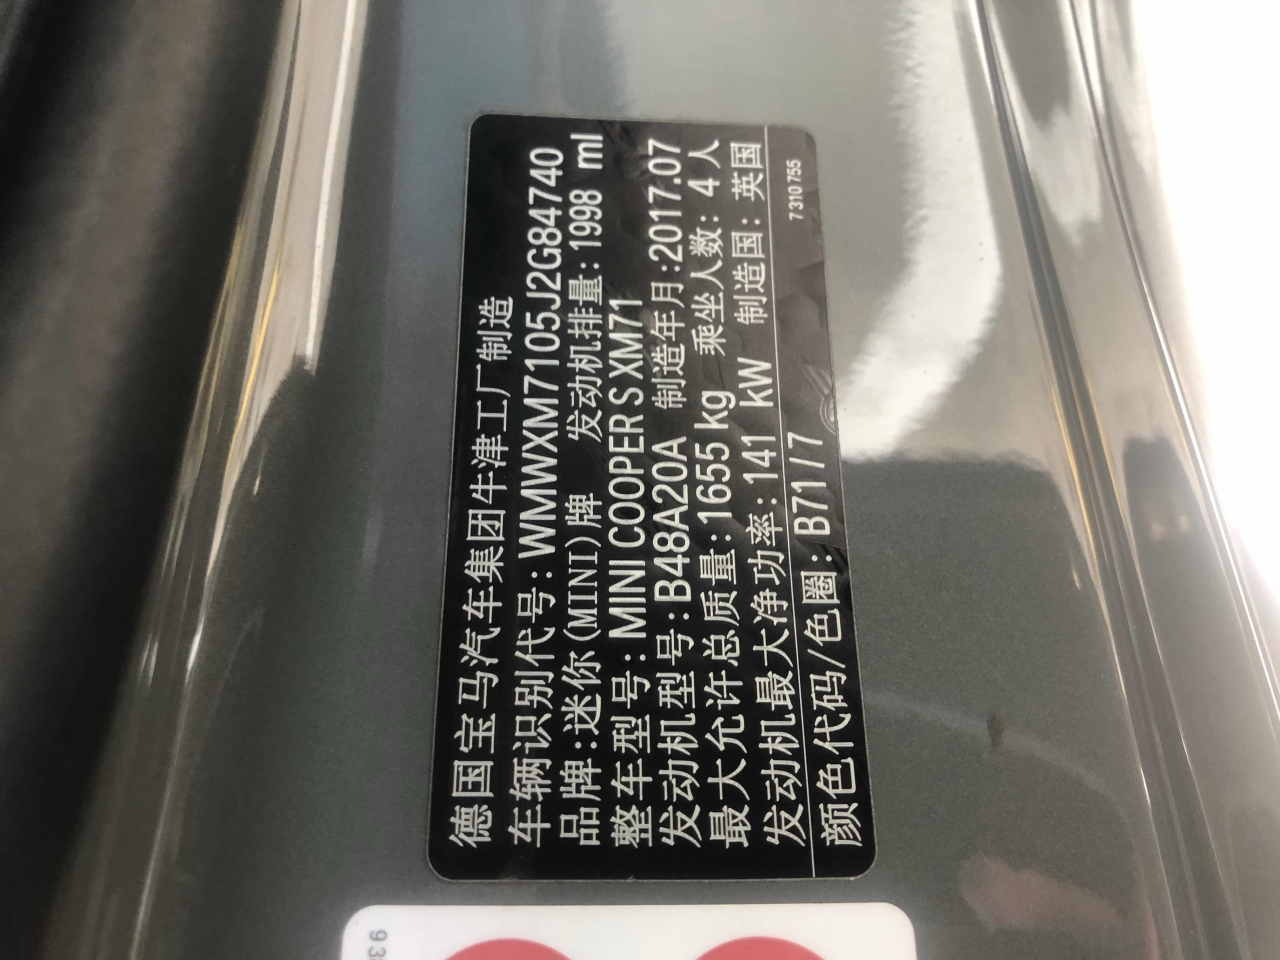 德国宝马汽车集团牛津工厂制造
车辆识别代号: WMWXM7105J2G84740
品牌:迷你(MINI)牌 发动机排量:1998 ml
整车型号: MINI COOPER S XM71
发动机型号: B48A20A 制造年月:2017.07
最大允许总质量:1655 kg 乘坐人数: 4 人
发动机最大净功率: 141 kW 制造国: 英国
颜色代码/色圈: B71 / 7
7 310 755